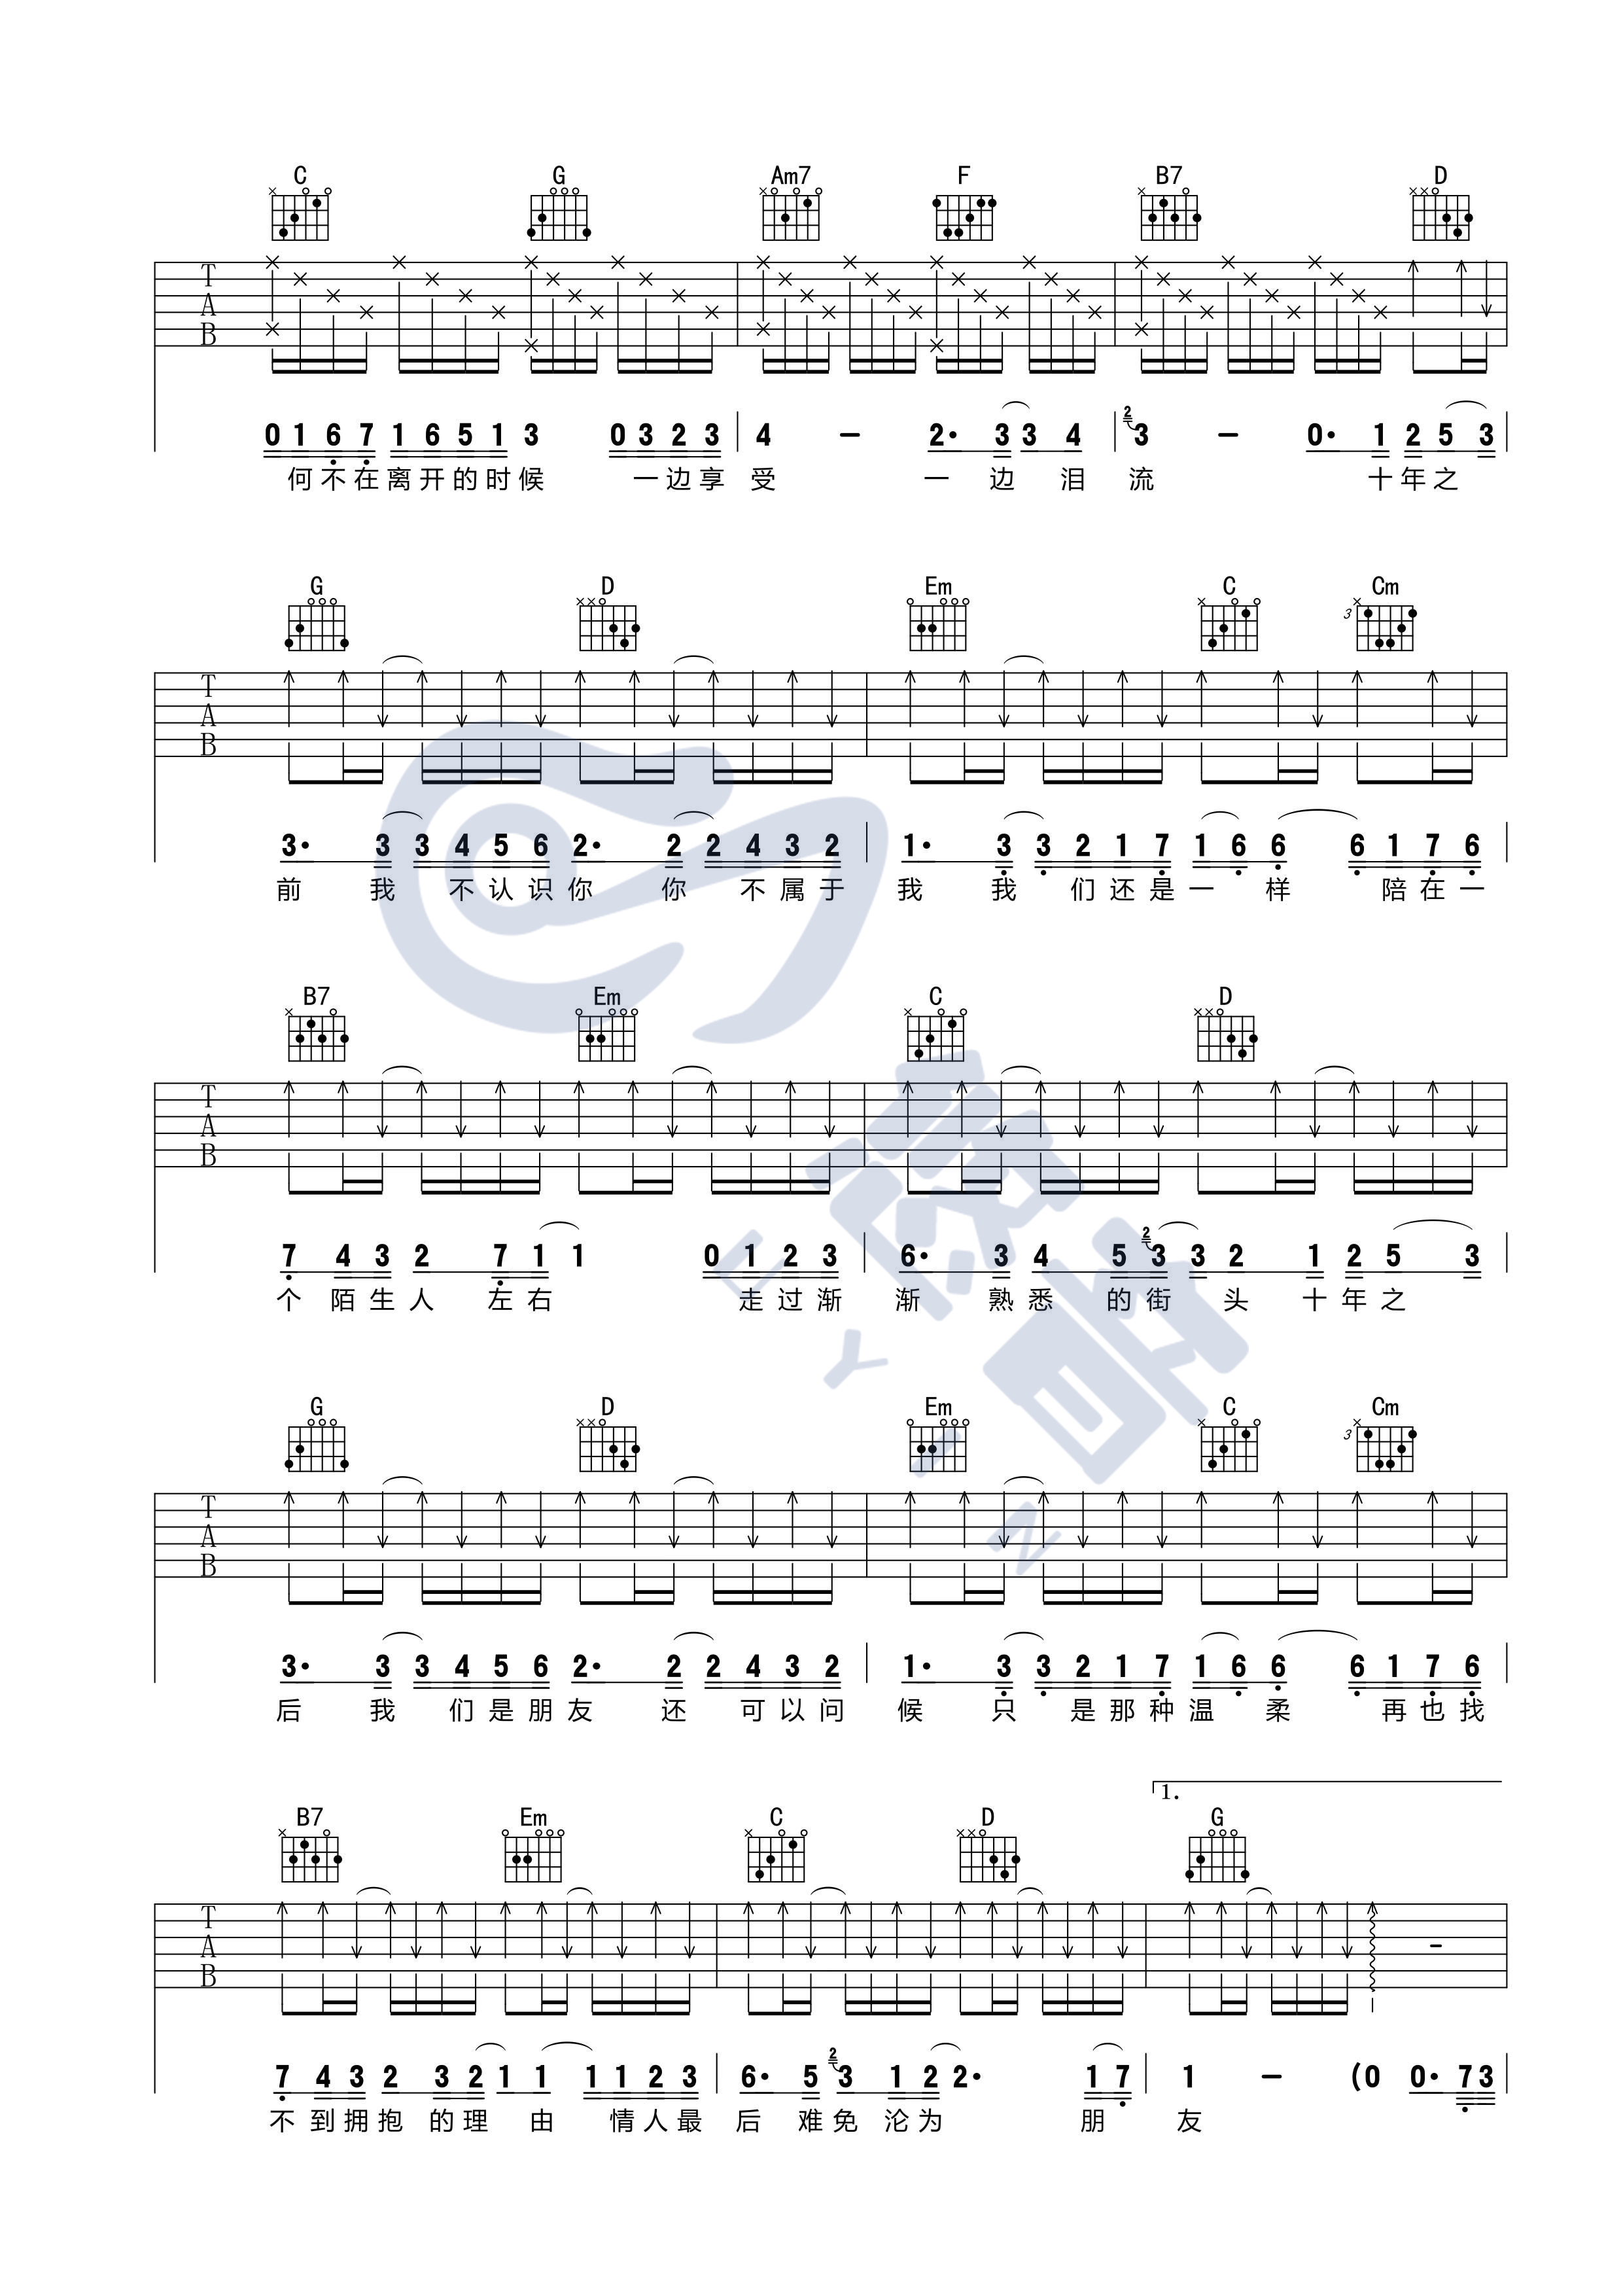 C G Am7 F B7 D
T
A
B
0 1 6 7 1 6 5 1 3 0 3 2 3 | 4 – 2· 3 3 4 | 2 3 – 0· 1 2 5 3
何不在离开的时候 一边享 受 一 边 泪 流 十年之
G D Em C Cm
3
T
A
B
3· 3 3 4 5 6 2· 2 2 4 3 2 | 1· 3 3 2 1 7 1 6 6 6 1 7 6
前 我 不认识你 你 不属于 我 我 们还是一 样 陪在一
B7 Em C D
T
A
B
7 4 3 2 7 1 1 0 1 2 3 | 6· 3 4 5 2 3 3 2 1 2 5 3
个 陌生人 左右 走过渐 渐 熟悉 的街 头 十年之
G D Em C Cm
3
T
A
B
3· 3 3 4 5 6 2· 2 2 4 3 2 | 1· 3 3 2 1 7 1 6 6 6 1 7 6
后 我 们是朋友 还 可以问 候 只 是那种温 柔 再也找
1.
B7 Em C D G
T
A
B
7 4 3 2 3 2 1 1 1 1 2 3 | 6· 5 2 3 1 2 2· 1 7 | 1 – (0 0· 7 3
不到拥抱 的理 由 情人最 后 难免 沦为 朋 友
悠音
U Y I N